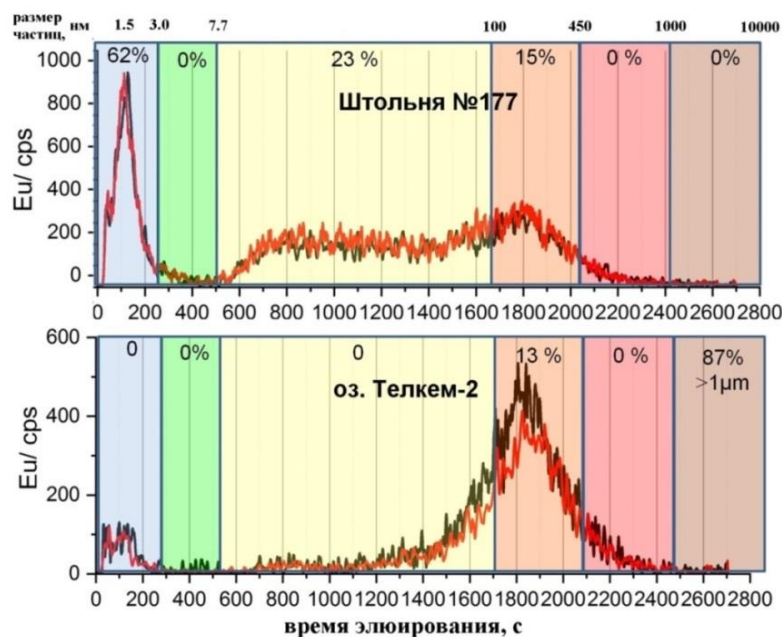 размер частиц, нм 1.5 3.0 7.7 100 450 1000 10000
62% 0% 23 % 15% 0 % 0%
Штольня №177
Eu/ cps
1000
800
600
400
200
0
0 200 400 600 800 1000 1200 1400 1600 1800 2000 2200 2400 2600 2800
0 0% 0 13 % 0 % 87%
>1µm
оз. Телкем-2
Eu/ cps
600
400
200
0
0 200 400 600 800 1000 1200 1400 1600 1800 2000 2200 2400 2600 2800
время элюирования, с